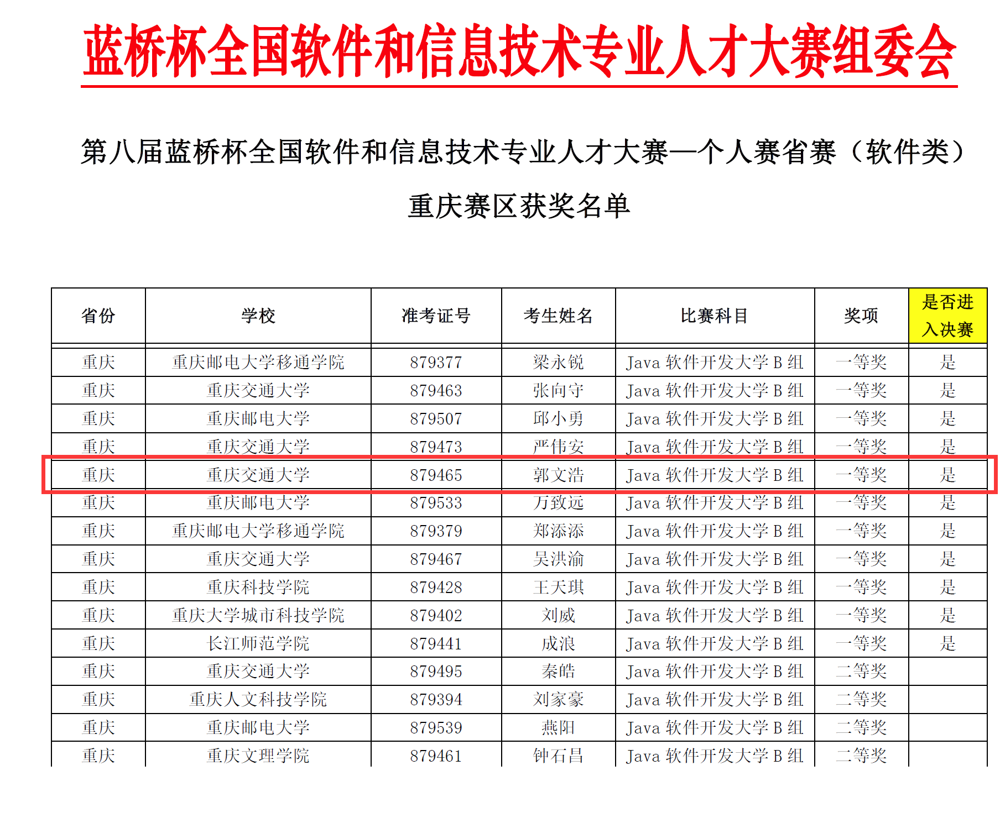 蓝桥杯全国软件和信息技术专业人才大赛组委会
第八届蓝桥杯全国软件和信息技术专业人才大赛—个人赛省赛（软件类）
重庆赛区获奖名单
省份 学校 准考证号 考生姓名 比赛科目 奖项 是否进
入决赛
重庆 重庆邮电大学移通学院 879377 梁永锐 Java 软件开发大学 B 组 一等奖 是
重庆 重庆交通大学 879463 张向守 Java 软件开发大学 B 组 一等奖 是
重庆 重庆邮电大学 879507 邱小勇 Java 软件开发大学 B 组 一等奖 是
重庆 重庆交通大学 879473 严伟安 Java 软件开发大学 B 组 一等奖 是
重庆 重庆交通大学 879465 郭文浩 Java 软件开发大学 B 组 一等奖 是
重庆 重庆邮电大学 879533 万致远 Java 软件开发大学 B 组 一等奖 是
重庆 重庆邮电大学移通学院 879379 郑添添 Java 软件开发大学 B 组 一等奖 是
重庆 重庆交通大学 879467 吴洪渝 Java 软件开发大学 B 组 一等奖 是
重庆 重庆科技学院 879428 王天琪 Java 软件开发大学 B 组 一等奖 是
重庆 重庆大学城市科技学院 879402 刘威 Java 软件开发大学 B 组 一等奖 是
重庆 长江师范学院 879441 成浪 Java 软件开发大学 B 组 一等奖 是
重庆 重庆交通大学 879495 秦皓 Java 软件开发大学 B 组 二等奖
重庆 重庆人文科技学院 879394 刘家豪 Java 软件开发大学 B 组 二等奖
重庆 重庆邮电大学 879539 燕阳 Java 软件开发大学 B 组 二等奖
重庆 重庆文理学院 879461 钟石昌 Java 软件开发大学 B 组 二等奖